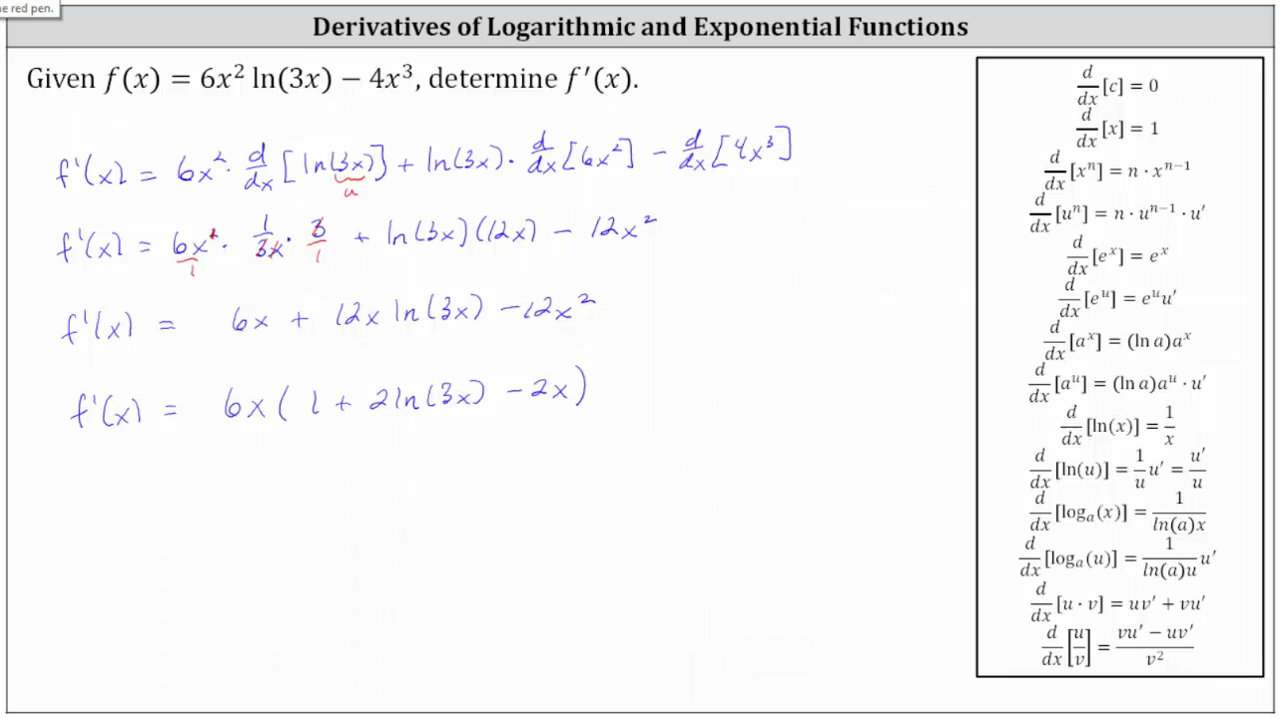 he red pen.
Derivatives of Logarithmic and Exponential Functions
Given f(x) = 6x² ln(3x) − 4x³, determine f′(x).
f'(x) = 6x² · d/dx [ln(3x)] + ln(3x) · d/dx [6x²] − d/dx [4x³]
u
f'(x) = 6x² · 1/3x · 3/1 + ln(3x)(12x) − 12x²
1
f'(x) = 6x + 12x ln(3x) − 12x²
f'(x) = 6x(1 + 2ln(3x) − 2x)
d/dx [c] = 0
d/dx [x] = 1
d/dx [xⁿ] = n · xⁿ⁻¹
d/dx [uⁿ] = n · uⁿ⁻¹ · u′
d/dx [eˣ] = eˣ
d/dx [eᵘ] = eᵘu′
d/dx [aˣ] = (ln a)aˣ
d/dx [aᵘ] = (ln a)aᵘ · u′
d/dx [ln(x)] = 1/x
d/dx [ln(u)] = 1/u u′ = u′/u
d/dx [logₐ(x)] = 1/ln(a)x
d/dx [logₐ(u)] = 1/ln(a)u u′
d/dx [u · v] = uv′ + vu′
d/dx [u/v] = vu′ − uv′/v²